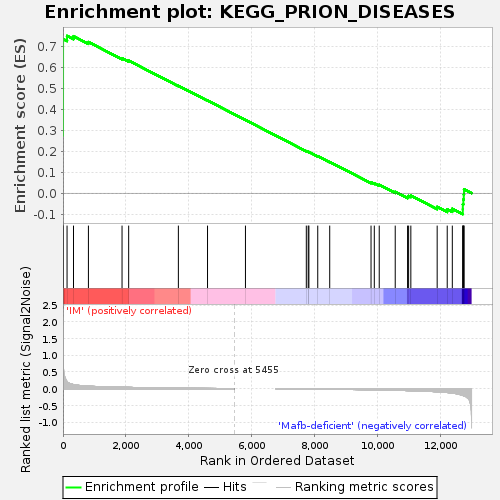 Enrichment plot: KEGG_PRION_DISEASES
Enrichment score (ES)
0.7
0.6
0.5
0.4
0.3
0.2
0.1
0.0
-0.1
'IM' (positively correlated)
Ranked list metric (Signal2Noise)
2.5
2.0
1.5
1.0
0.5
0.0
-0.5
-1.0
Zero cross at 5455
'Mafb-deficient' (negatively correlated)
0
2,000
4,000
6,000
8,000
10,000
12,000
Rank in Ordered Dataset
Enrichment profile
Hits
Ranking metric scores